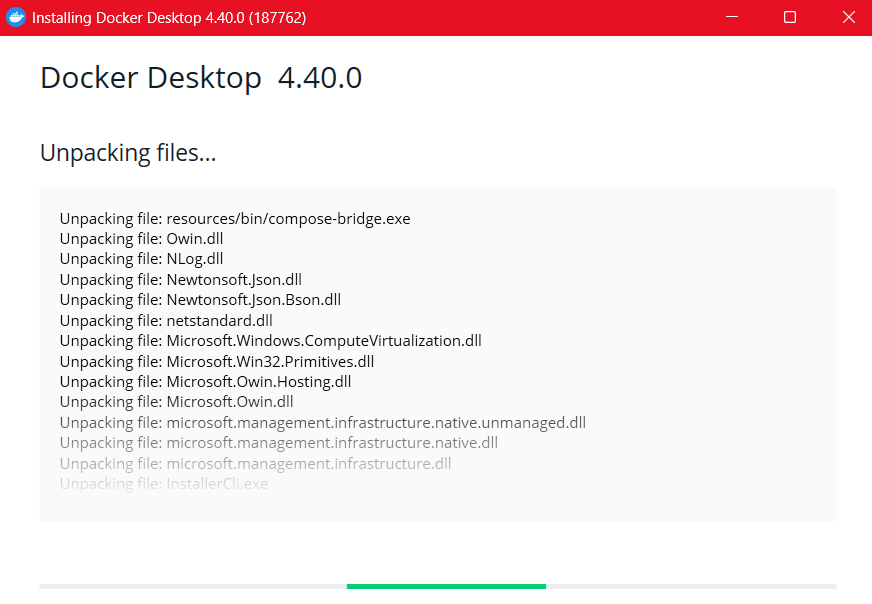 Installing Docker Desktop 4.40.0 (187762)
Docker Desktop 4.40.0
Unpacking files...
Unpacking file: resources/bin/compose-bridge.exe
Unpacking file: Owin.dll
Unpacking file: NLog.dll
Unpacking file: Newtonsoft.Json.dll
Unpacking file: Newtonsoft.Json.Bson.dll
Unpacking file: netstandard.dll
Unpacking file: Microsoft.Windows.ComputeVirtualization.dll
Unpacking file: Microsoft.Win32.Primitives.dll
Unpacking file: Microsoft.Owin.Hosting.dll
Unpacking file: Microsoft.Owin.dll
Unpacking file: microsoft.management.infrastructure.native.unmanaged.dll
Unpacking file: microsoft.management.infrastructure.native.dll
Unpacking file: microsoft.management.infrastructure.dll
Unpacking file: InstallerCli.exe